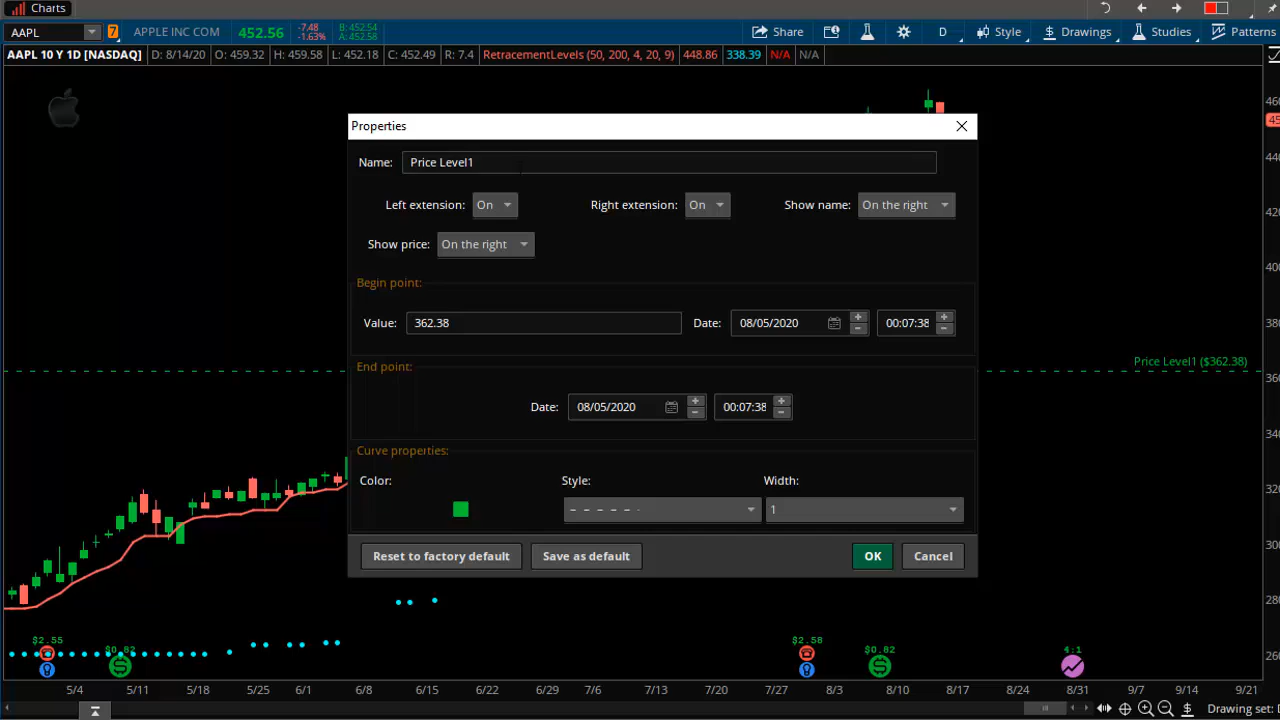 Charts
AAPL 7 APPLE INC COM 452.56 -7.48 -1.63% B: 452.54 A: 452.58 Share D Style Drawings Studies Patterns
AAPL 10 Y 1D [NASDAQ] D: 8/14/20 O: 459.32 H: 459.58 L: 452.18 C: 452.49 R: 7.4 RetracementLevels (50, 200, 4, 20, 9) 448.86 338.39 N/A N/A
Properties
Name: Price Level1
Left extension: On Right extension: On Show name: On the right
Show price: On the right
Begin point:
Value: 362.38 Date: 08/05/2020 00:07:38
End point:
Date: 08/05/2020 00:07:38
Curve properties:
Color: Style: Width:
1
Reset to factory default Save as default OK Cancel
Price Level1 ($362.38)
$2.55 $0.82 $2.58 $0.82 4:1
5/4 5/11 5/18 5/25 6/1 6/8 6/15 6/22 6/29 7/6 7/13 7/20 7/27 8/3 8/10 8/17 8/24 8/31 9/7 9/14 9/21
Drawing set: